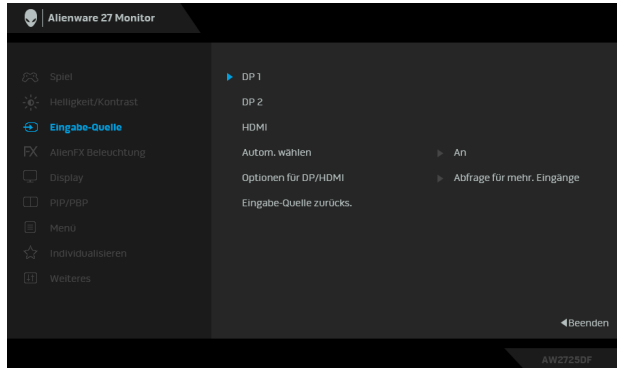 Alienware 27 Monitor
Spiel
Helligkeit/Kontrast
Eingabe-Quelle
FX AlienFX Beleuchtung
Display
PIP/PBP
Menü
Individualisieren
Weiteres
DP 1
DP 2
HDMI
Autom. wählen An
Optionen für DP/HDMI Abfrage für mehr. Eingänge
Eingabe-Quelle zurücks.
Beenden
AW2725DF